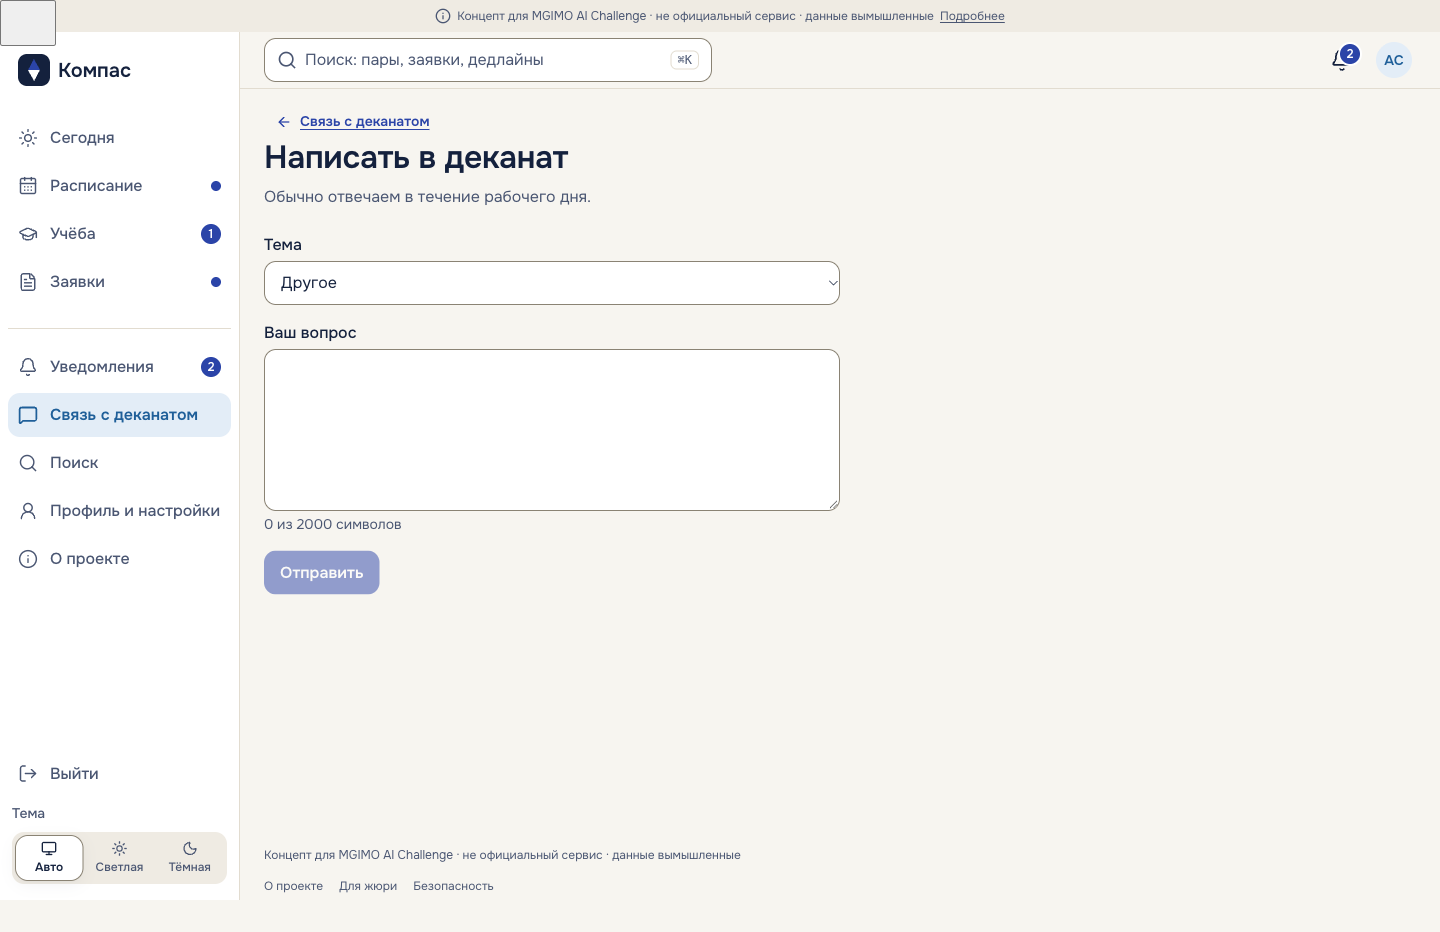 Концепт для MGIMO AI Challenge · не официальный сервис · данные вымышленные Подробнее
Компас
Поиск: пары, заявки, дедлайны ⌘K
2
АС
Сегодня
Расписание
Учёба 1
Заявки
Уведомления 2
Связь с деканатом
Поиск
Профиль и настройки
О проекте
Выйти
Тема
Авто Светлая Тёмная
Связь с деканатом
Написать в деканат
Обычно отвечаем в течение рабочего дня.
Тема
Другое
Ваш вопрос
0 из 2000 символов
Отправить
Концепт для MGIMO AI Challenge · не официальный сервис · данные вымышленные
О проекте Для жюри Безопасность